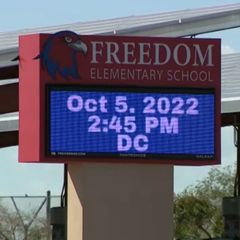 FREEDOM
ELEMENTARY SCHOOL
Oct 5. 2022
2:45 PM
DC